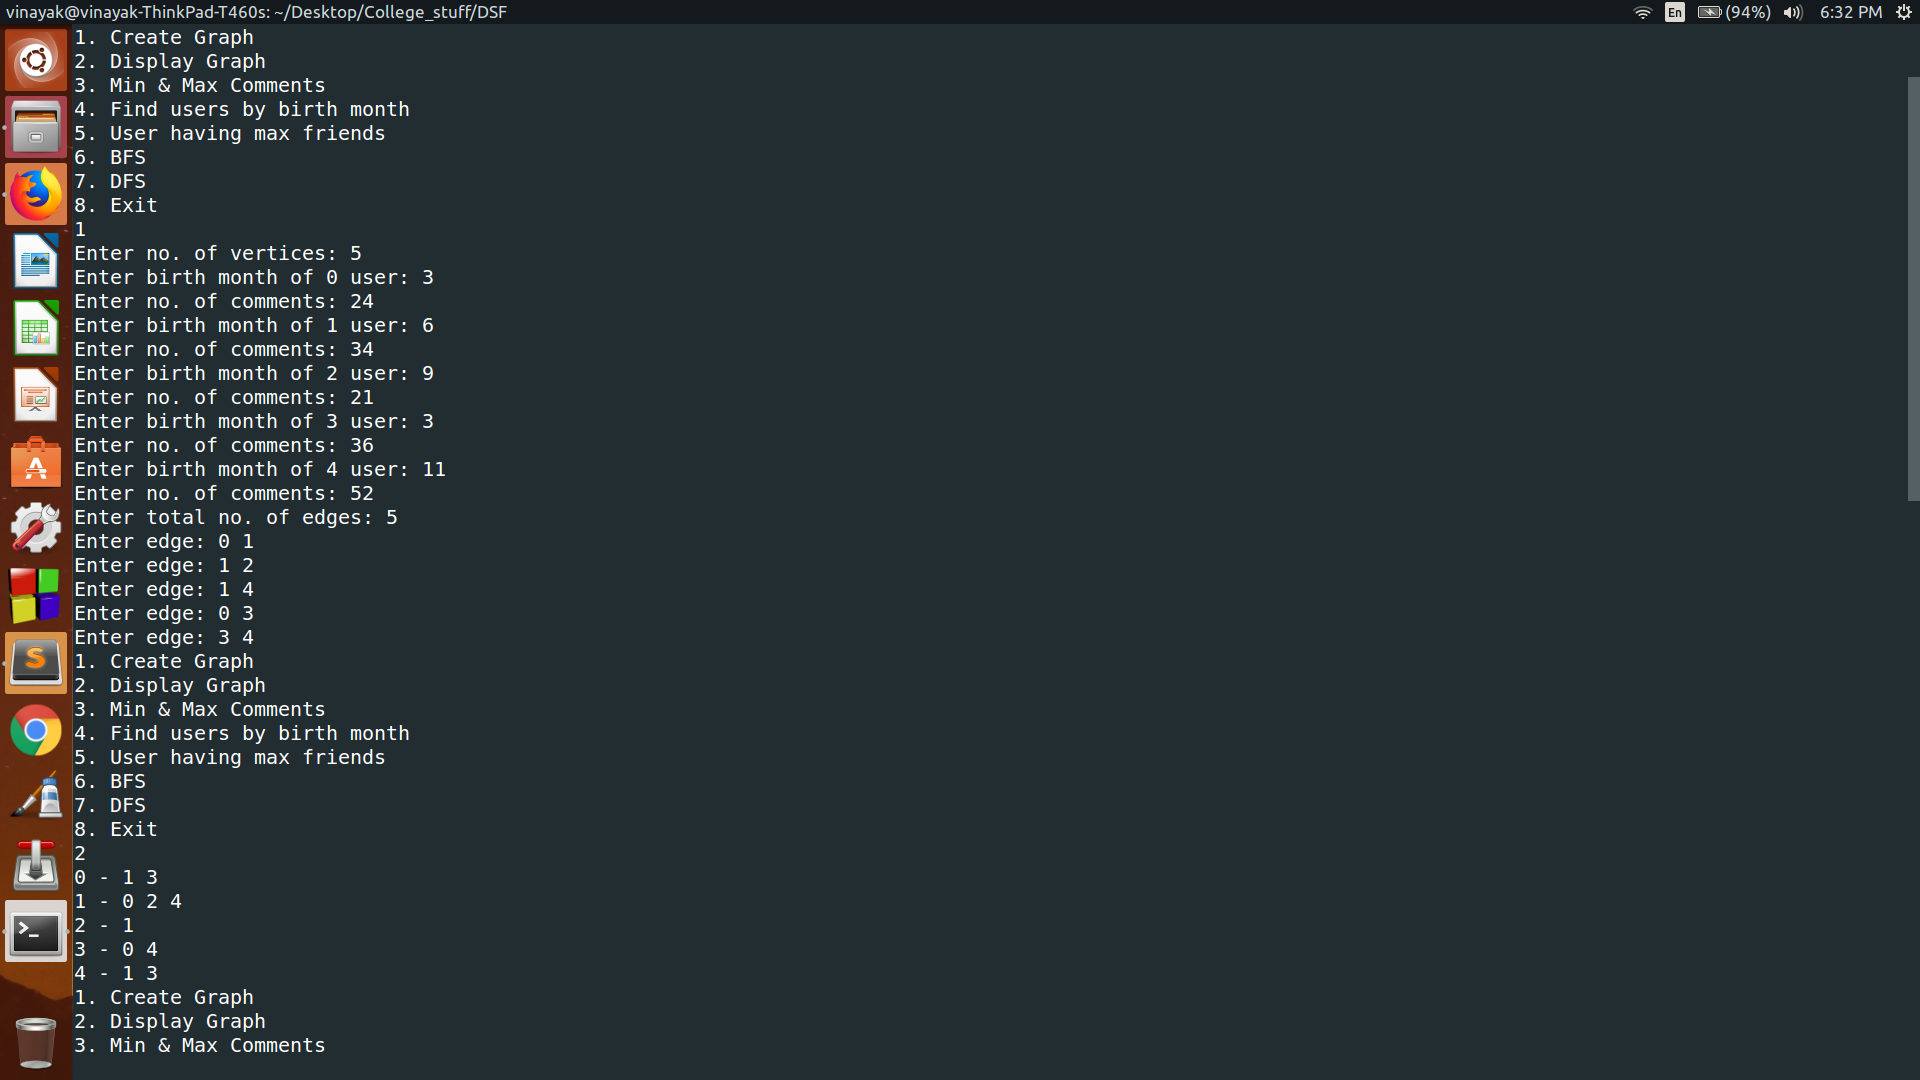 vinayak@vinayak-ThinkPad-T460s: ~/Desktop/College_stuff/DSF En (94%) 6:32 PM
1. Create Graph
2. Display Graph
3. Min & Max Comments
4. Find users by birth month
5. User having max friends
6. BFS
7. DFS
8. Exit
1
Enter no. of vertices: 5
Enter birth month of 0 user: 3
Enter no. of comments: 24
Enter birth month of 1 user: 6
Enter no. of comments: 34
Enter birth month of 2 user: 9
Enter no. of comments: 21
Enter birth month of 3 user: 3
Enter no. of comments: 36
Enter birth month of 4 user: 11
Enter no. of comments: 52
Enter total no. of edges: 5
Enter edge: 0 1
Enter edge: 1 2
Enter edge: 1 4
Enter edge: 0 3
Enter edge: 3 4
1. Create Graph
2. Display Graph
3. Min & Max Comments
4. Find users by birth month
5. User having max friends
6. BFS
7. DFS
8. Exit
2
0 - 1 3
1 - 0 2 4
2 - 1
3 - 0 4
4 - 1 3
1. Create Graph
2. Display Graph
3. Min & Max Comments